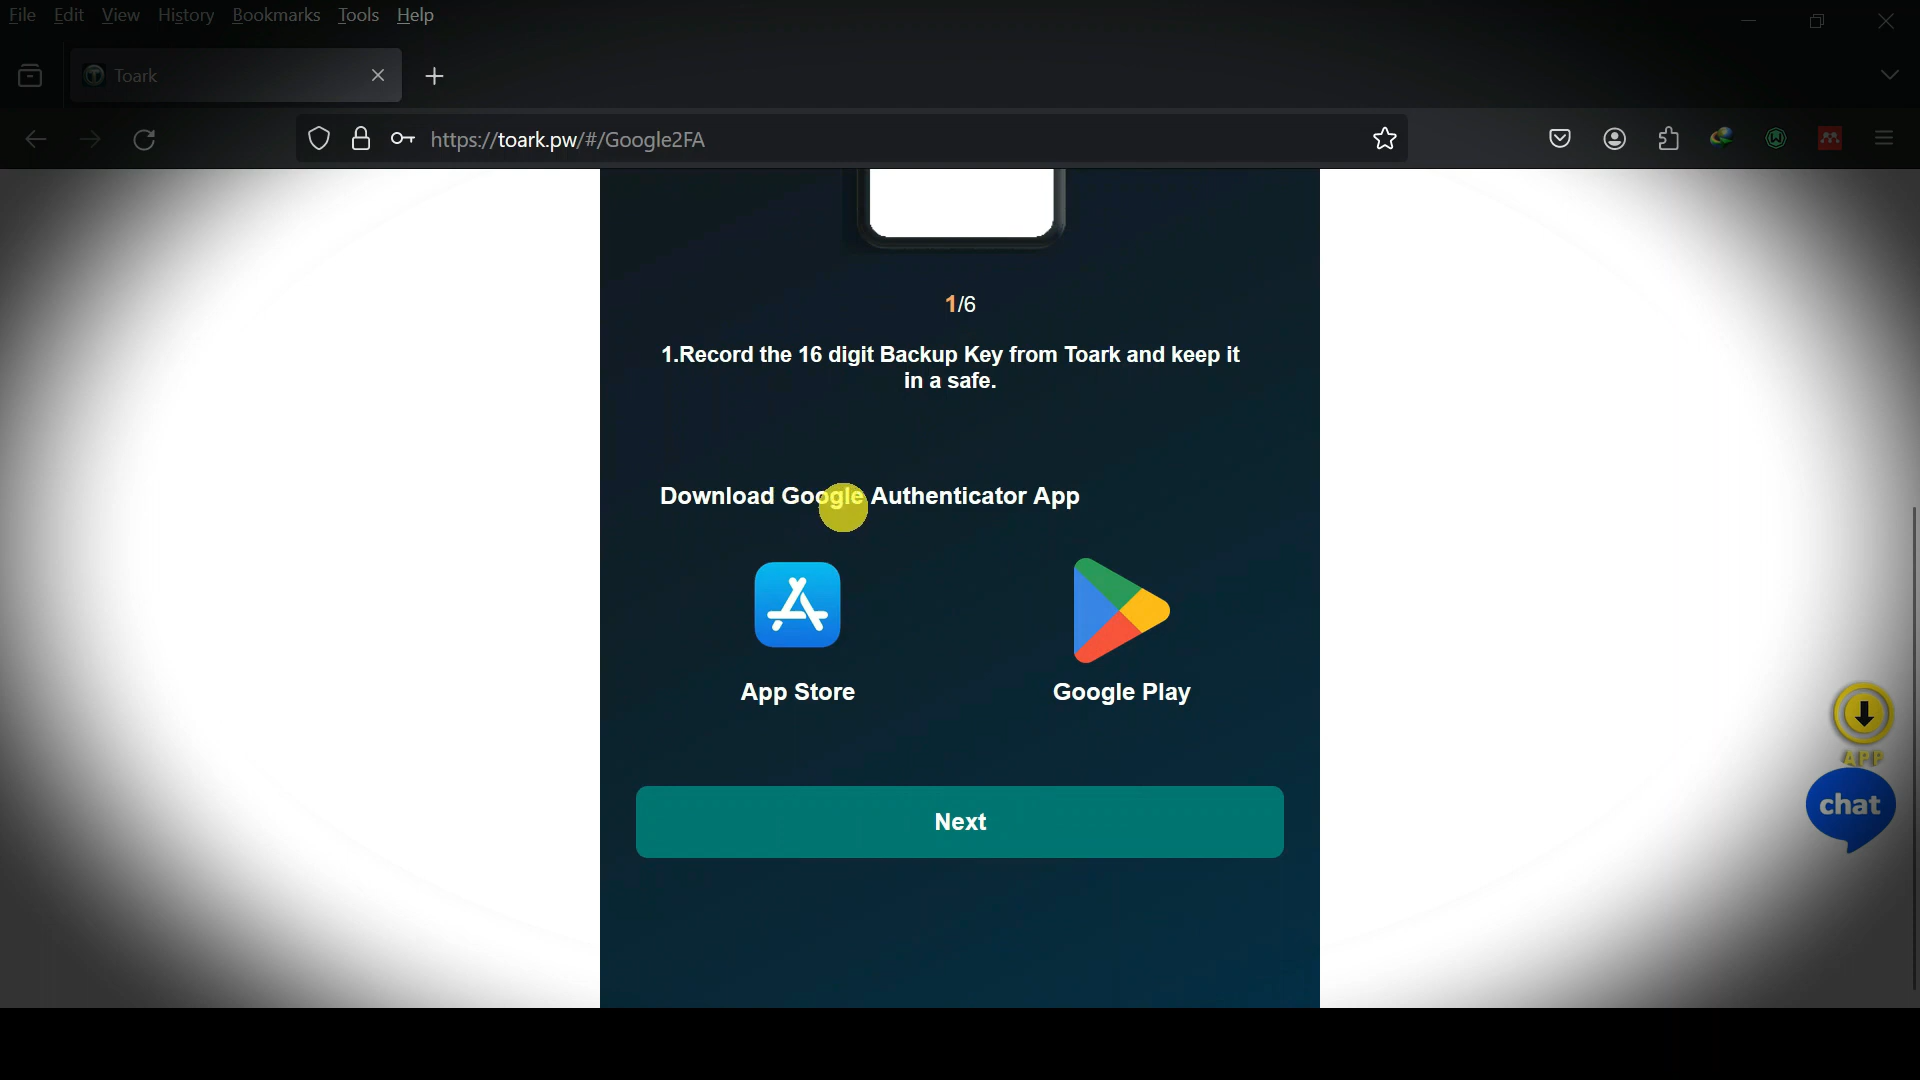 File Edit View History Bookmarks Tools Help
Toark
https://toark.pw/#/Google2FA
1/6
1.Record the 16 digit Backup Key from Toark and keep it
in a safe.
Download Google Authenticator App
App Store
Google Play
APP
chat
Next